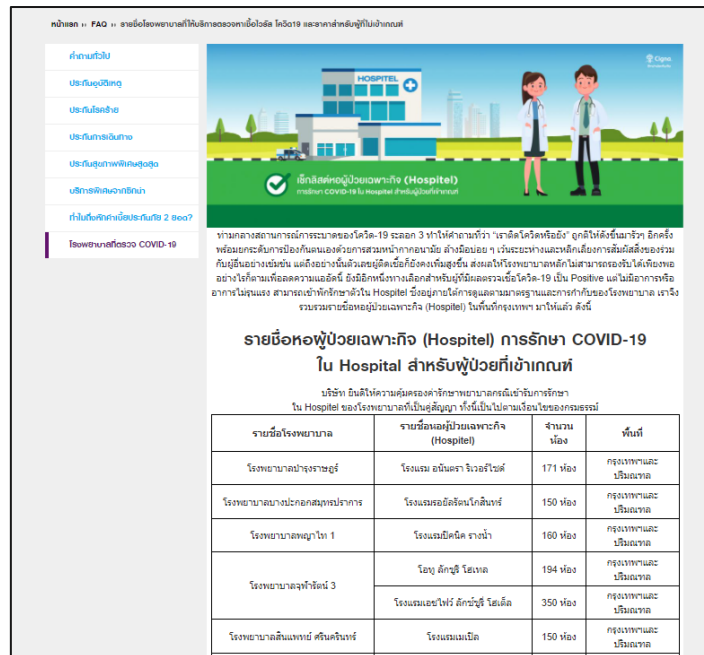 หน้าแรก ›› FAQ ›› รายชื่อโรงพยาบาลที่ให้บริการตรวจหาเชื้อไวรัส โควิด19 และราคาสำหรับผู้ที่ไม่เข้าเกณฑ์
คำถามทั่วไป
ประกันอุบัติเหตุ
ประกันโรคร้าย
ประกันการเดินทาง
ประกันสุขภาพพิเศษสุดสุด
บริการพิเศษจากซิกน่า
ทำไมถึงหักค่าเบี้ยประกันภัย 2 ยอด?
โรงพยาบาลที่ตรวจ COVID-19
Cigna
HOSPITEL
เช็กลิสต์หอผู้ป่วยเฉพาะกิจ (Hospitel)
การรักษา COVID-19 ใน Hospitel สำหรับผู้ป่วยที่เข้าเกณฑ์
ท่ามกลางสถานการณ์การระบาดของโควิด-19 ระลอก 3 ทำให้คำถามที่ว่า "เราติดโควิดหรือยัง" ถูกตีให้ดังขึ้นมารัวๆ อีกครั้ง
พร้อมยกระดับการป้องกันตนเองด้วยการสวมหน้ากากอนามัย ล้างมือบ่อย ๆ เว้นระยะห่างและหลีกเลี่ยงการสัมผัสสิ่งของร่วม
กับผู้อื่นอย่างเข้มข้น แต่ถึงอย่างนั้นตัวเลขผู้ติดเชื้อก็ยังคงเพิ่มสูงขึ้น ส่งผลให้โรงพยาบาลหลักไม่สามารถรองรับได้เพียงพอ
อย่างไรก็ตามเพื่อลดความแออัดนี้ ยังมีอีกหนึ่งทางเลือกสำหรับผู้ที่มีผลตรวจเชื้อโควิด-19 เป็น Positive แต่ไม่มีอาการหรือ
อาการไม่รุนแรง สามารถเข้าพักรักษาตัวใน Hospitel ซึ่งอยู่ภายใต้การดูแลตามมาตรฐานและการกำกับของโรงพยาบาล เราจึง
รวบรวมรายชื่อหอผู้ป่วยเฉพาะกิจ (Hospitel) ในพื้นที่กรุงเทพฯ มาให้แล้ว ดังนี้
รายชื่อหอผู้ป่วยเฉพาะกิจ (Hospitel) การรักษา COVID-19
ใน Hospital สำหรับผู้ป่วยที่เข้าเกณฑ์
บริษัท ยินดีให้ความคุ้มครองค่ารักษาพยาบาลกรณีเข้ารับการรักษา
ใน Hospitel ของโรงพยาบาลที่เป็นคู่สัญญา ทั้งนี้เป็นไปตามเงื่อนไขของกรมธรรม์
รายชื่อโรงพยาบาล รายชื่อหอผู้ป่วยเฉพาะกิจ (Hospitel) จำนวนห้อง พื้นที่
โรงพยาบาลบำรุงราษฎร์ โรงแรม อนันตรา ริเวอร์ไซด์ 171 ห้อง กรุงเทพฯและปริมณฑล
โรงพยาบาลบางปะกอกสมุทรปราการ โรงแรมรอยัลรัตนโกสินทร์ 150 ห้อง กรุงเทพฯและปริมณฑล
โรงพยาบาลพญาไท 1 โรงแรมปิคนิค รางน้ำ 160 ห้อง กรุงเทพฯและปริมณฑล
โรงพยาบาลจุฬารัตน์ 3 โอทู ลักชูรี โฮเทล 194 ห้อง กรุงเทพฯและปริมณฑล
โรงแรมเอชไฟว์ ลักซ์ชูรี่ โฮเต็ล 350 ห้อง กรุงเทพฯและปริมณฑล
โรงพยาบาลสินแพทย์ ศรีนครินทร์ โรงแรมเมเปิล 150 ห้อง กรุงเทพฯและปริมณฑล